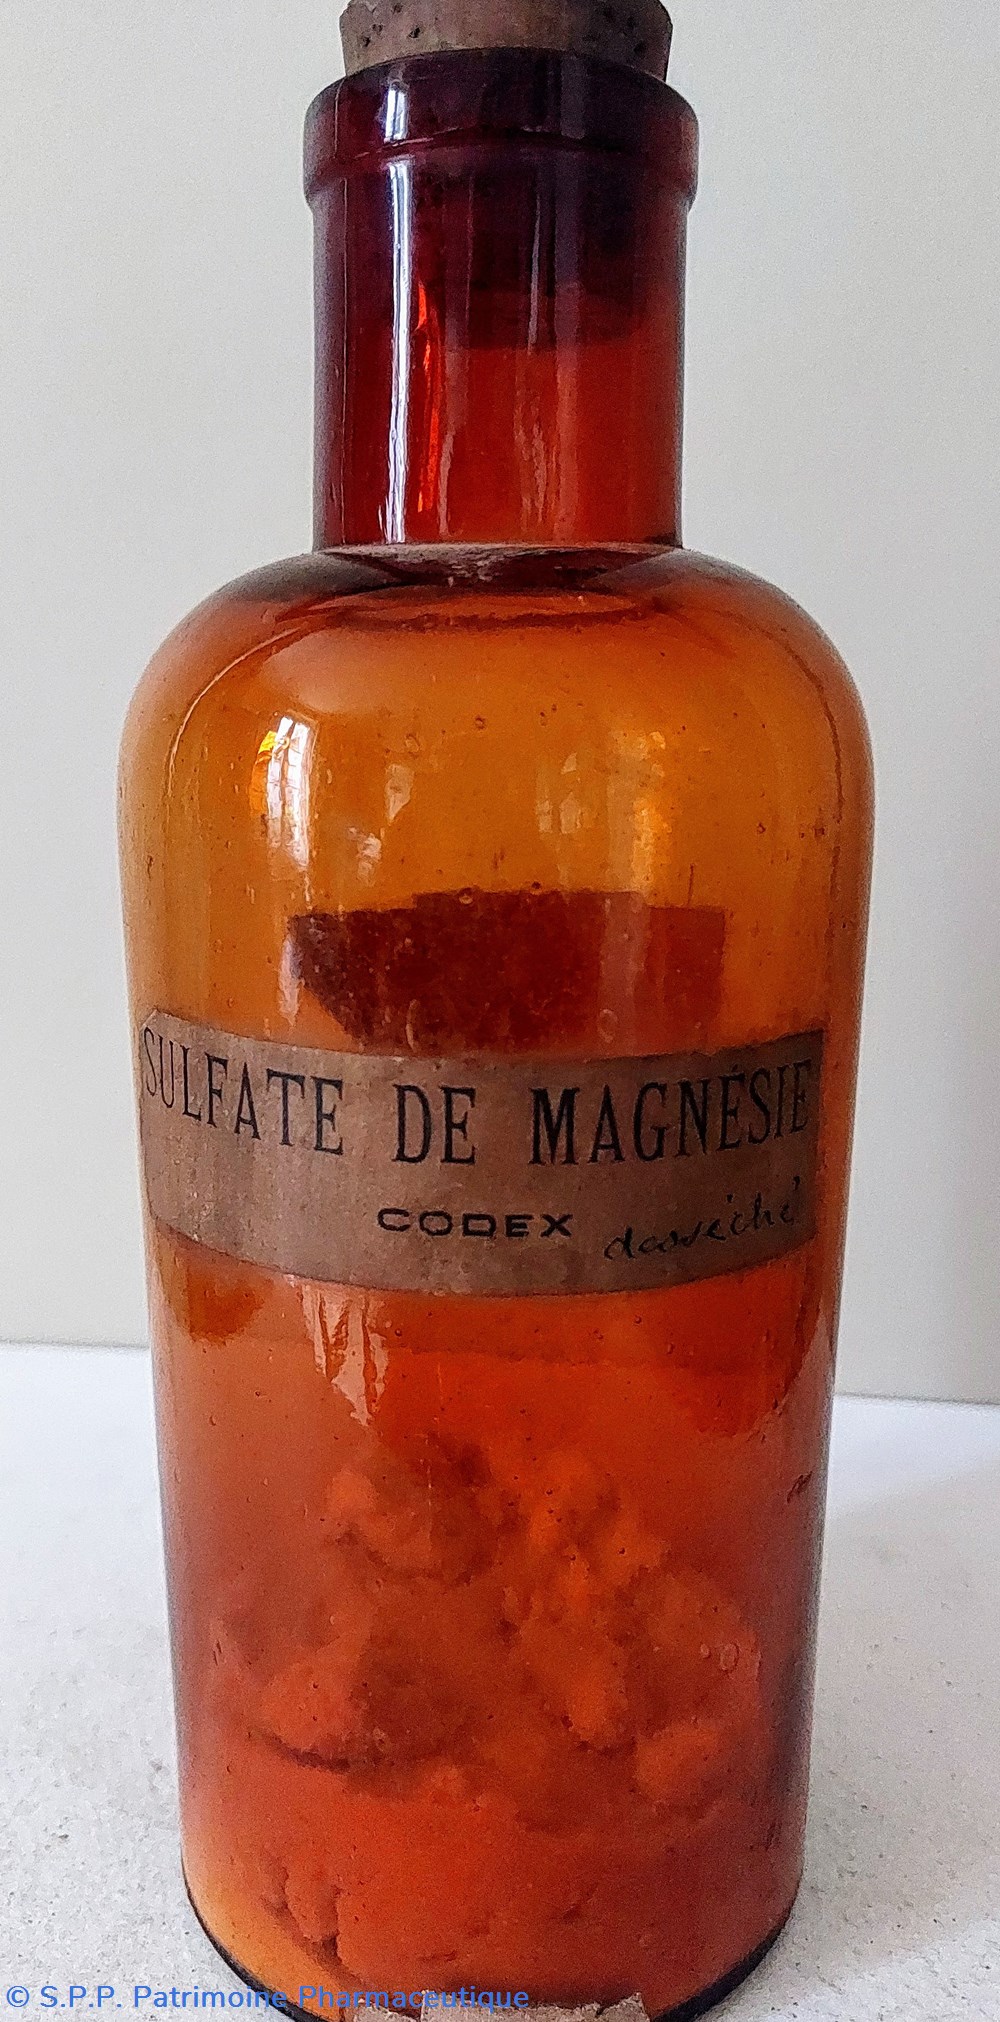 SULFATE DE MAGNÉSIE
CODEX desséché
© S.P.P. Patrimoine Pharmaceutique